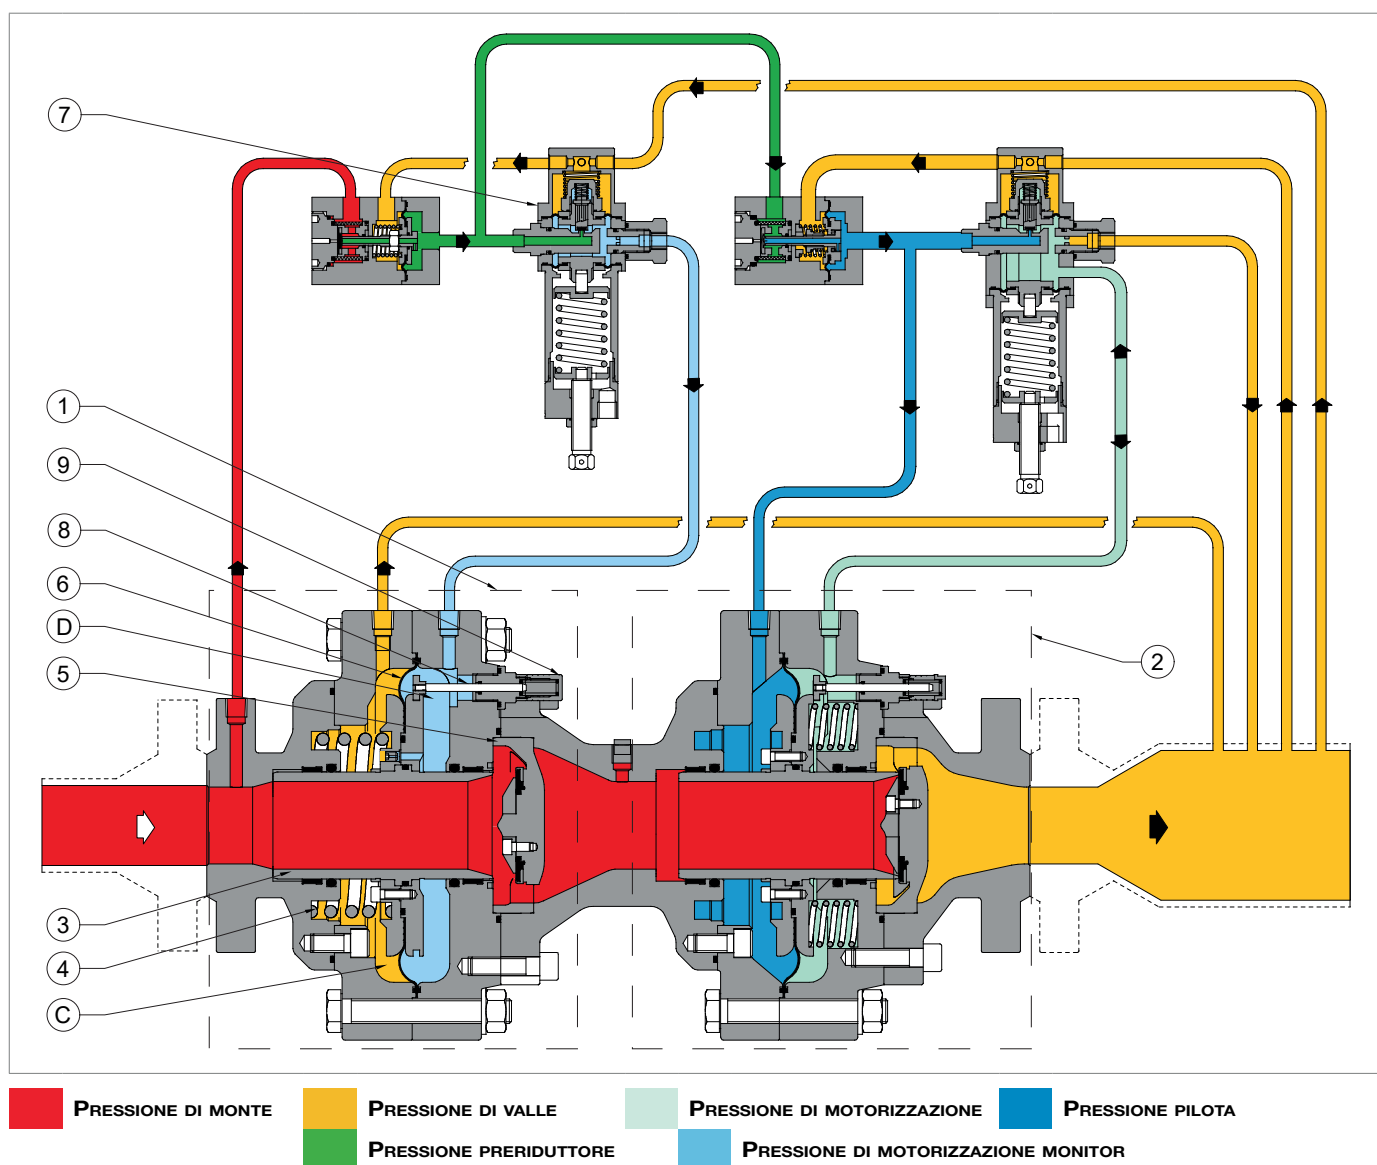 7
1
9
8
6
D
5
2
3
4
C
PRESSIONE DI MONTE
PRESSIONE DI VALLE
PRESSIONE DI MOTORIZZAZIONE
PRESSIONE PILOTA
PRESSIONE PRERIDUTTORE
PRESSIONE DI MOTORIZZAZIONE MONITOR